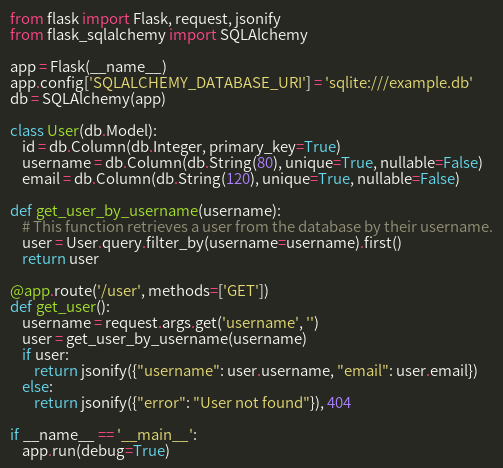 from flask import Flask, request, jsonify
from flask_sqlalchemy import SQLAlchemy

app = Flask(__name__)
app.config['SQLALCHEMY_DATABASE_URI'] = 'sqlite:///example.db'
db = SQLAlchemy(app)

class User(db.Model):
    id = db.Column(db.Integer, primary_key=True)
    username = db.Column(db.String(80), unique=True, nullable=False)
    email = db.Column(db.String(120), unique=True, nullable=False)

def get_user_by_username(username):
    # This function retrieves a user from the database by their username.
    user = User.query.filter_by(username=username).first()
    return user

@app.route('/user', methods=['GET'])
def get_user():
    username = request.args.get('username', '')
    user = get_user_by_username(username)
    if user:
        return jsonify({"username": user.username, "email": user.email})
    else:
        return jsonify({"error": "User not found"}), 404

if __name__ == '__main__':
    app.run(debug=True)